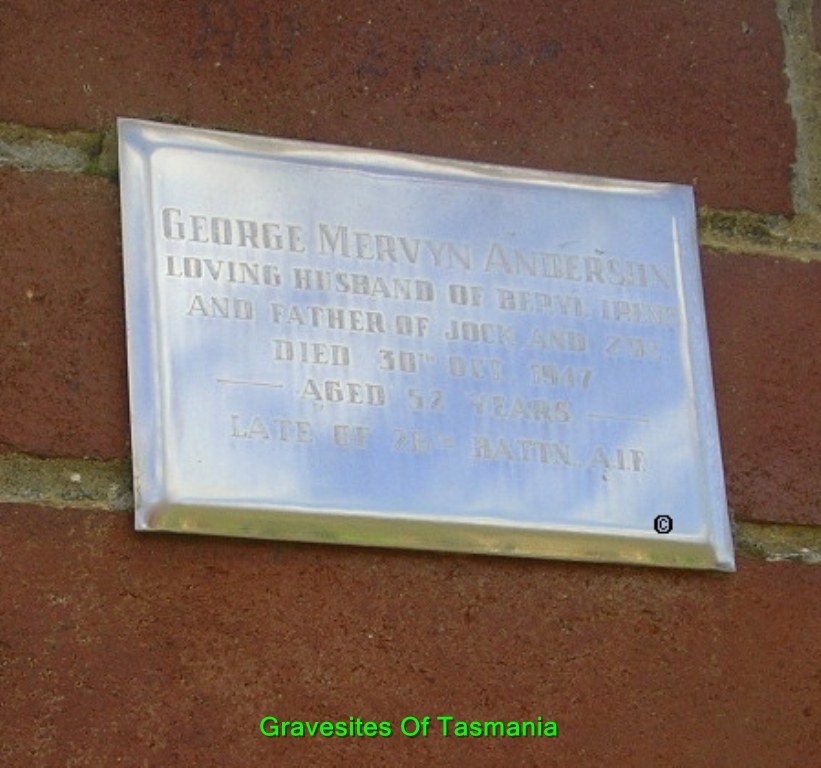 GEORGE MERVYN ANDERSON
LOVING HUSBAND OF BERYL IRENE
AND FATHER OF JOCK AND
DIED 30TH OCT. 1947
AGED 52 YEARS
LATE OF 26TH BATTN. A.I.F.
©
Gravesites Of Tasmania